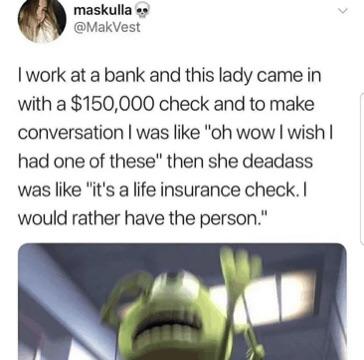 maskulla💀
@MakVest
I work at a bank and this lady came in
with a $150,000 check and to make
conversation I was like "oh wow I wish I
had one of these" then she deadass
was like "it's a life insurance check. I
would rather have the person."